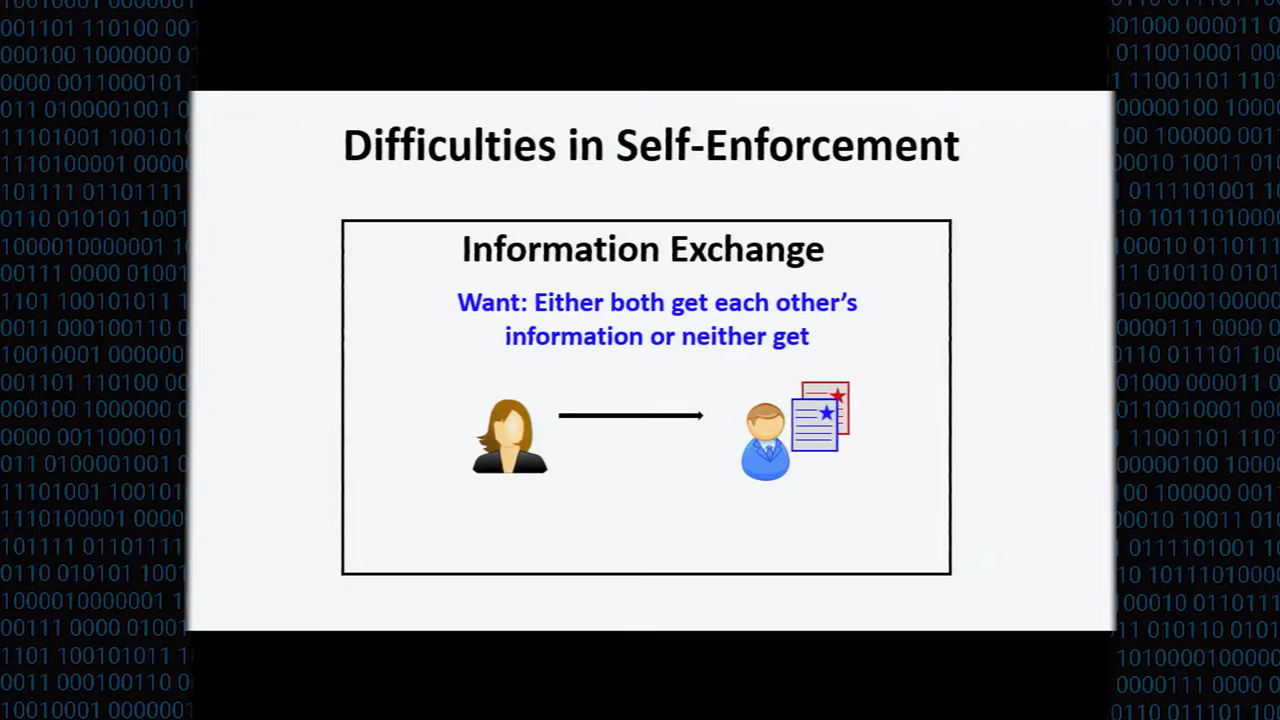 Difficulties in Self-Enforcement
Information Exchange
Want: Either both get each other's
information or neither get